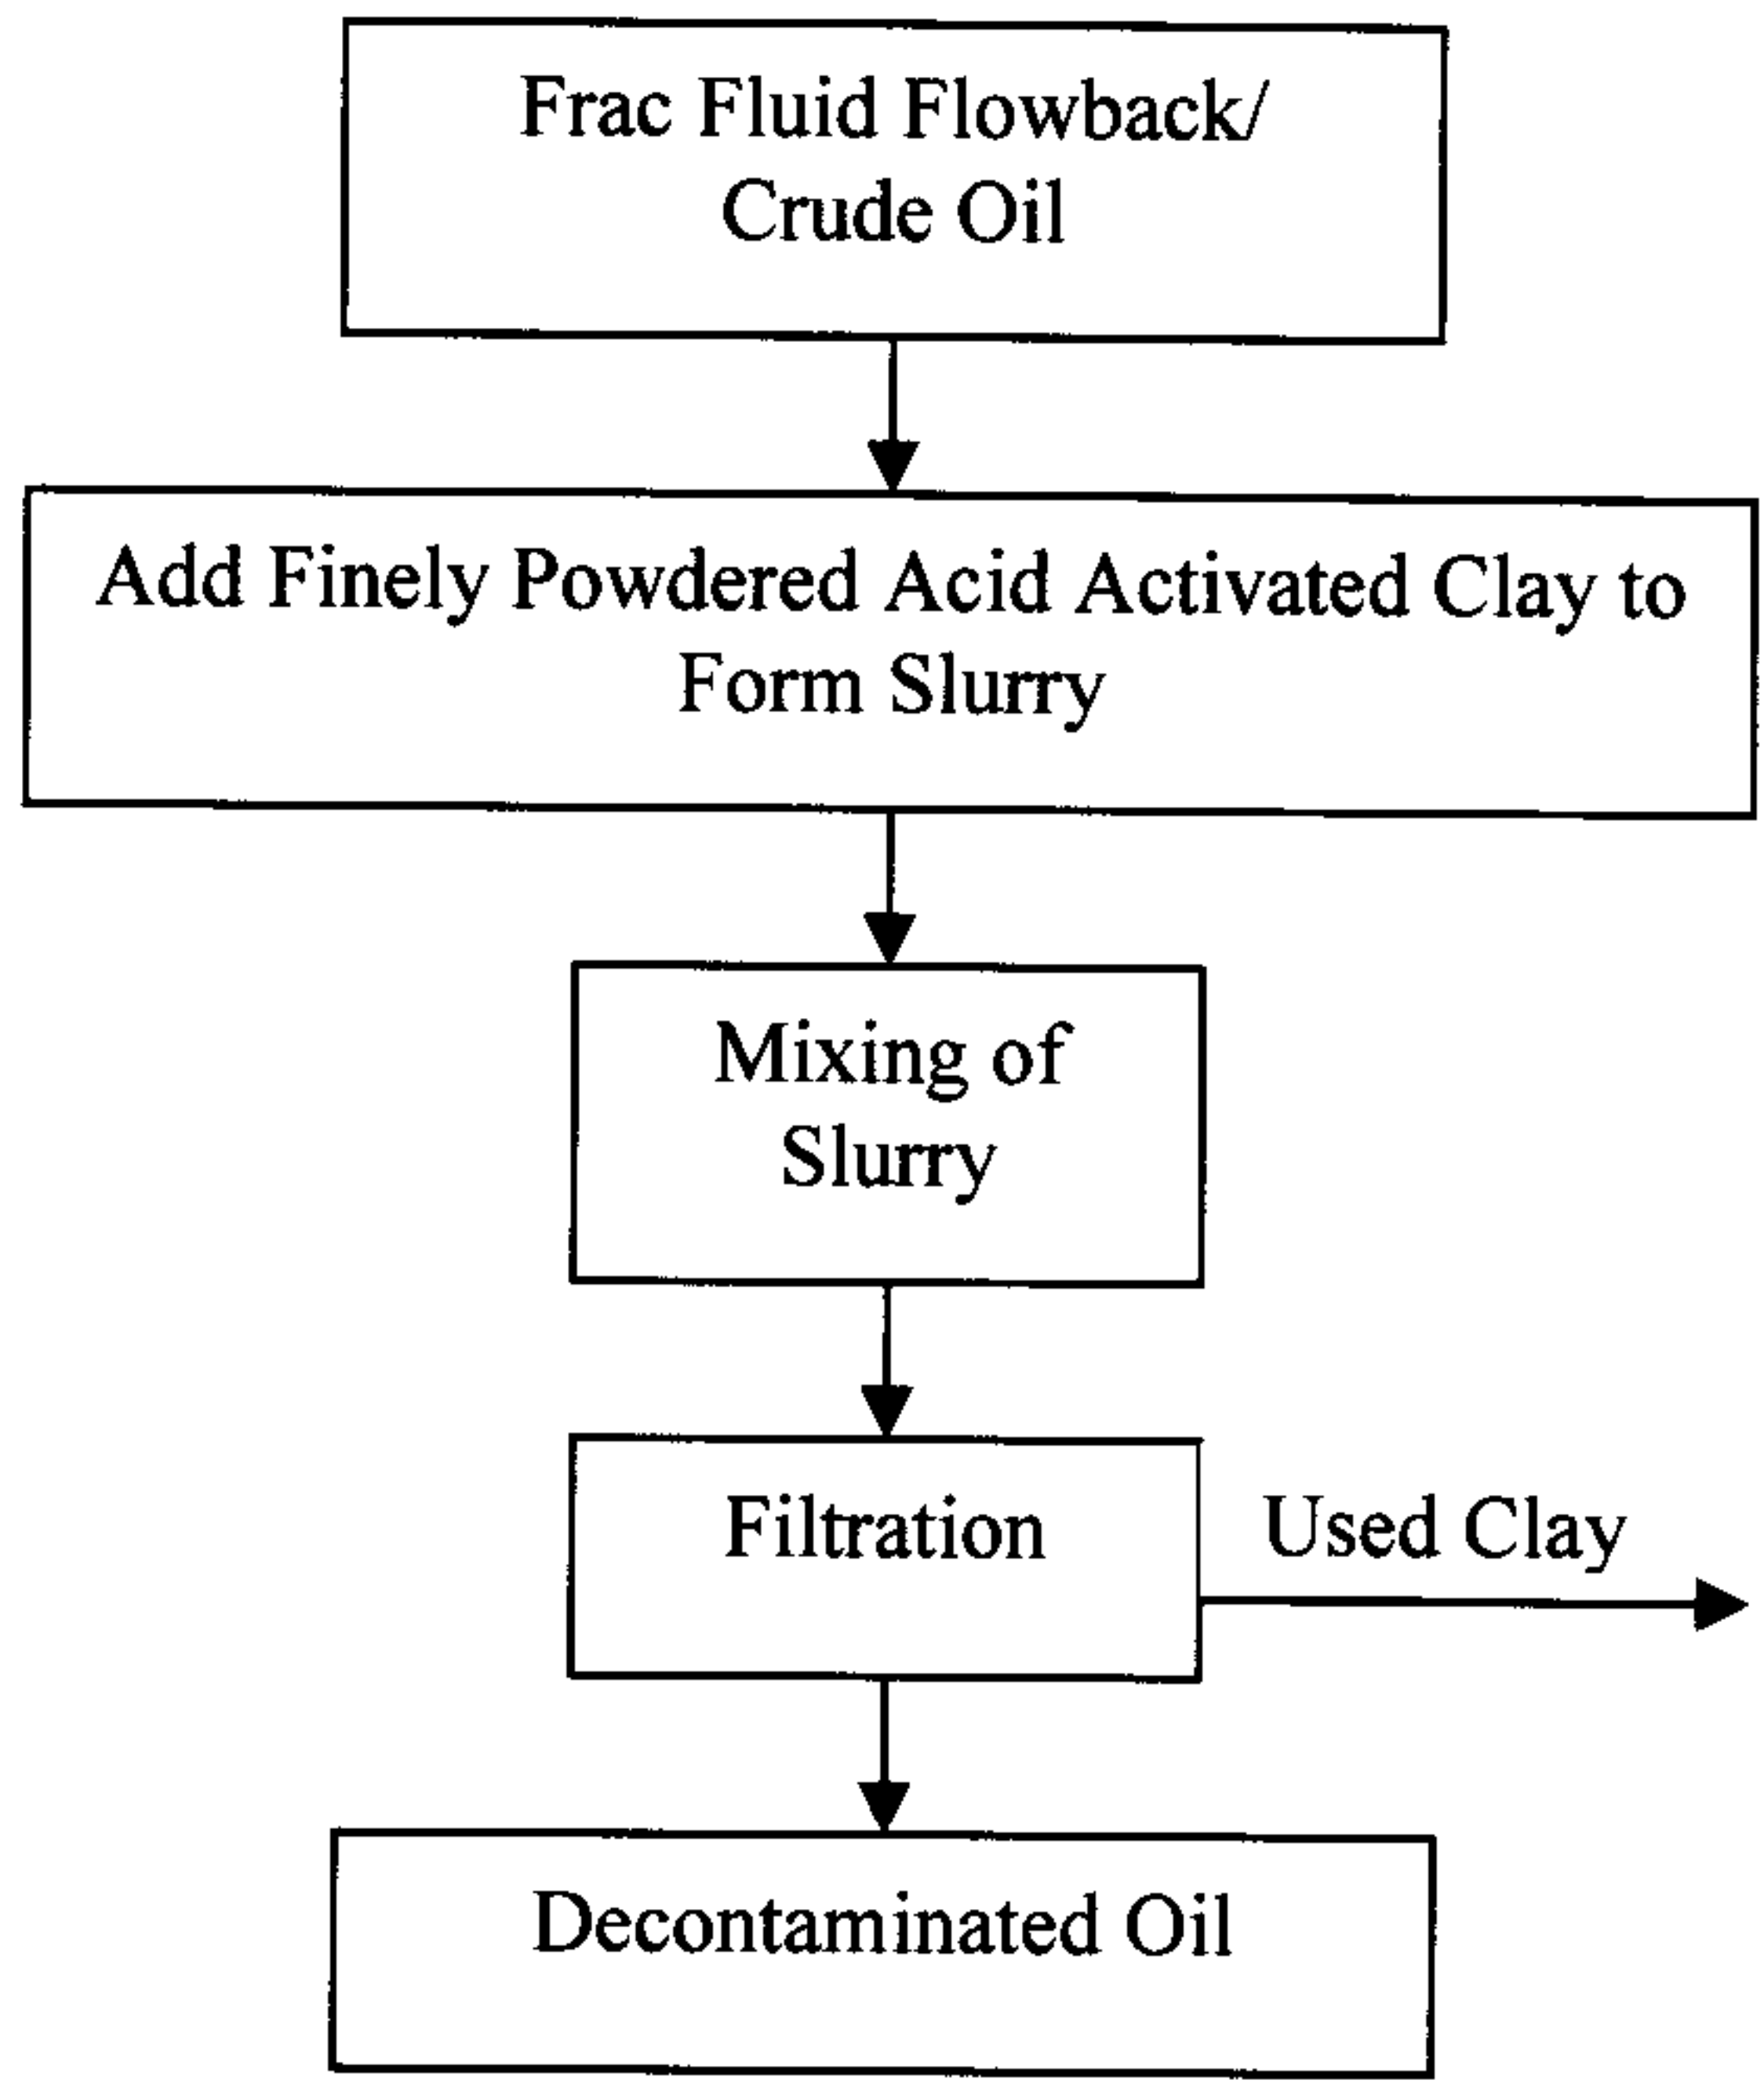 Frac Fluid Flowback/
Crude Oil
Add Finely Powdered Acid Activated Clay to
Form Slurry
Mixing of
Slurry
Filtration
Used Clay
Decontaminated Oil